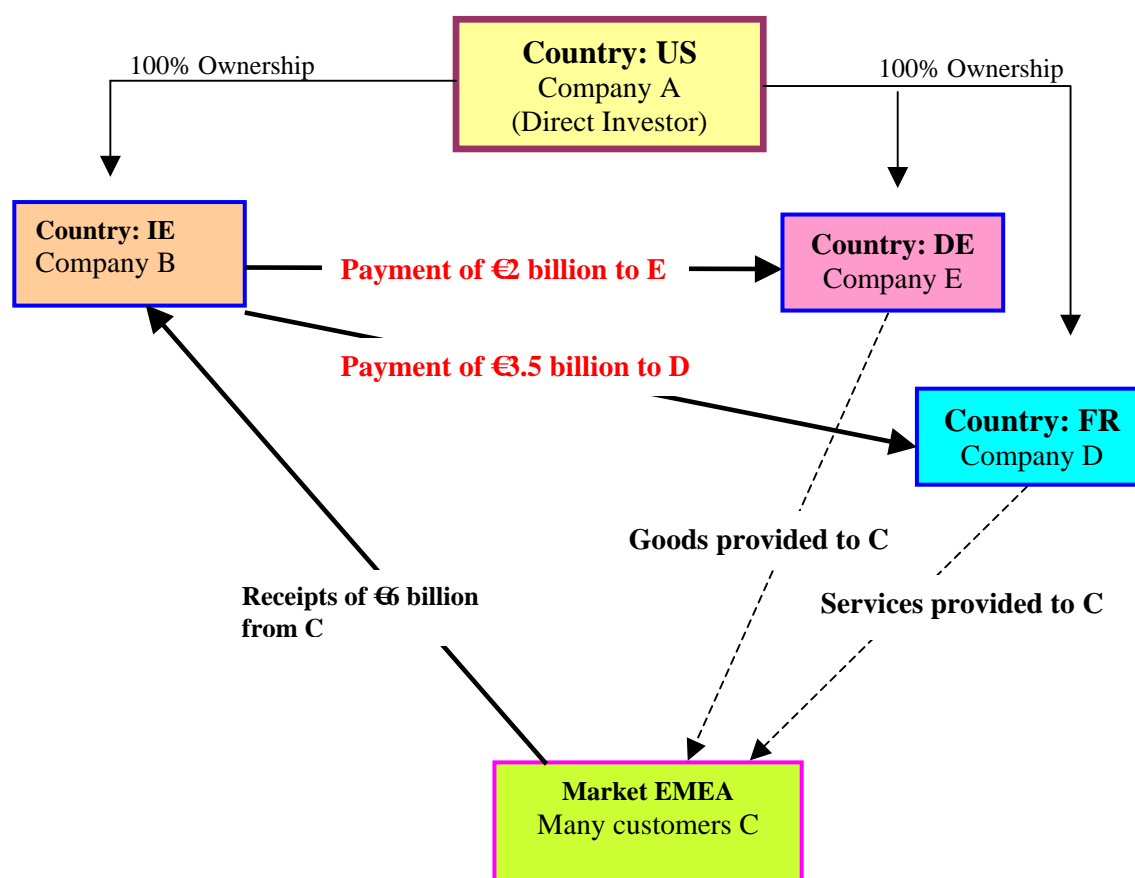 Country: US
Company A
(Direct Investor)
100% Ownership
100% Ownership
Country: IE
Company B
Payment of €2 billion to E
Country: DE
Company E
Payment of €3.5 billion to D
Country: FR
Company D
Goods provided to C
Services provided to C
Receipts of €6 billion
from C
Market EMEA
Many customers C